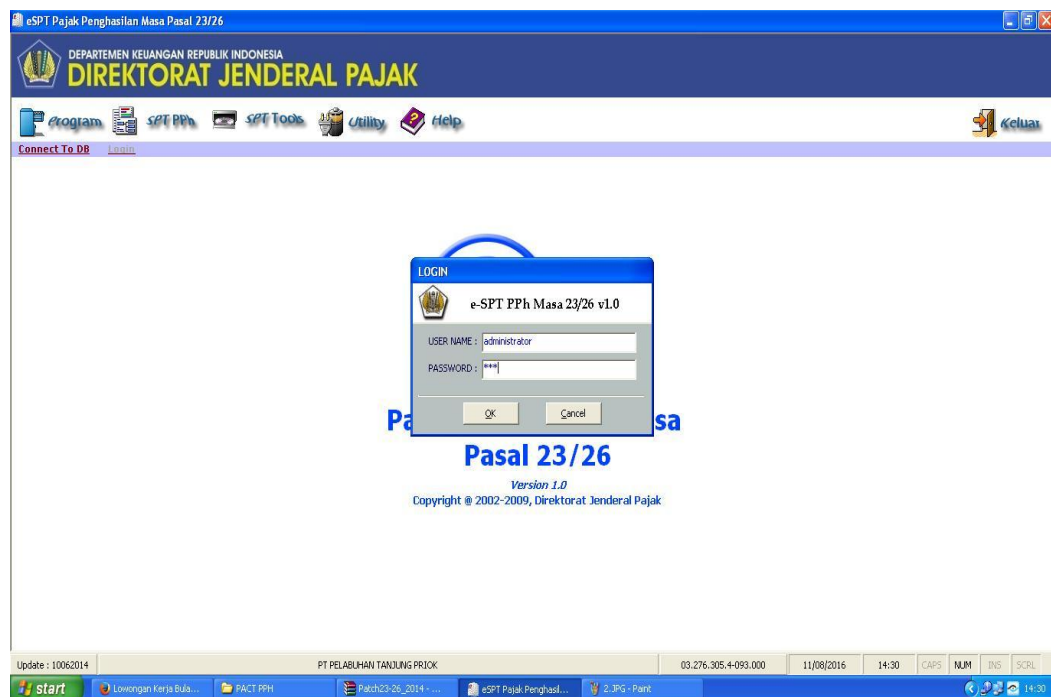 eSPT Pajak Penghasilan Masa Pasal 23/26
DEPARTEMEN KEUANGAN REPUBLIK INDONESIA
DIREKTORAT JENDERAL PAJAK
Program SPT PPh SPT Tools Utility Help Keluar
Connect To DB Login
LOGIN
e-SPT PPh Masa 23/26 v1.0
USER NAME : administrator
PASSWORD : ***
OK Cancel
Pa sa
Pasal 23/26
Version 1.0
Copyright @ 2002-2009, Direktorat Jenderal Pajak
Update : 10062014 PT PELABUHAN TANJUNG PRIOK 03.276.305.4-093.000 11/08/2016 14:30 CAPS NUM INS SCRL
start Lowongan Kerja Bula... PACT PPH Patch23-26_2014 - ... eSPT Pajak Penghasil... 2.JPG - Paint 14:30